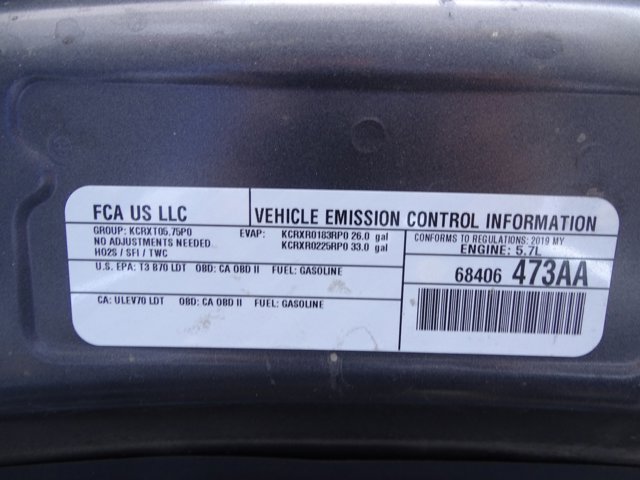 FCA US LLC
VEHICLE EMISSION CONTROL INFORMATION
GROUP: KCRXT05.75P0
NO ADJUSTMENTS NEEDED
HO2S / SFI / TWC
EVAP: KCRXR0183RP0 26.0 gal
KCRXR0225RP0 33.0 gal
CONFORMS TO REGULATIONS: 2019 MY
ENGINE: 5.7L
U.S. EPA: T3 B70 LDT OBD: CA OBD II FUEL: GASOLINE
68406 473AA
CA: ULEV70 LDT OBD: CA OBD II FUEL: GASOLINE